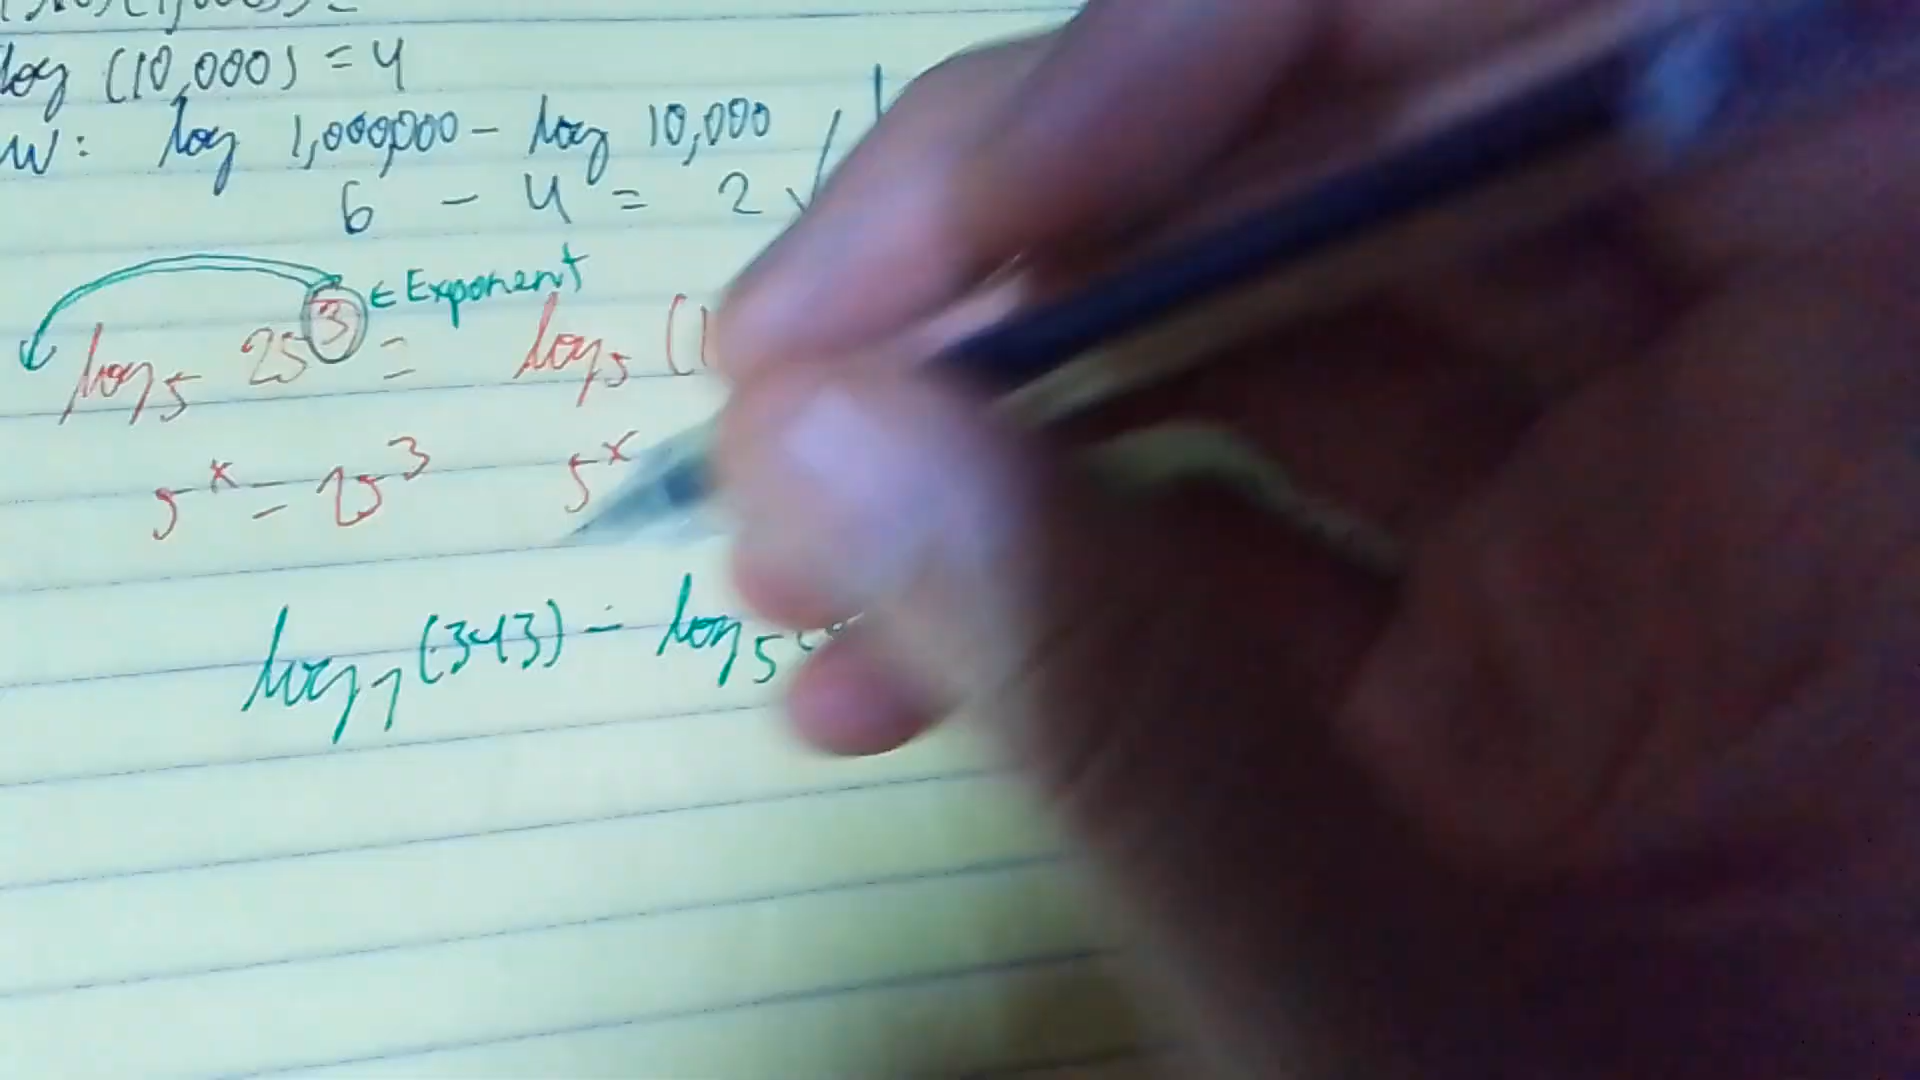 log (10,000) = 4
W: log 1,000,000 - log 10,000
6 - 4 = 2 ✓
← Exponent
log₅ 25³ = log₅ (1
5ˣ = 25³ 5ˣ
log₇ (343) - log₅